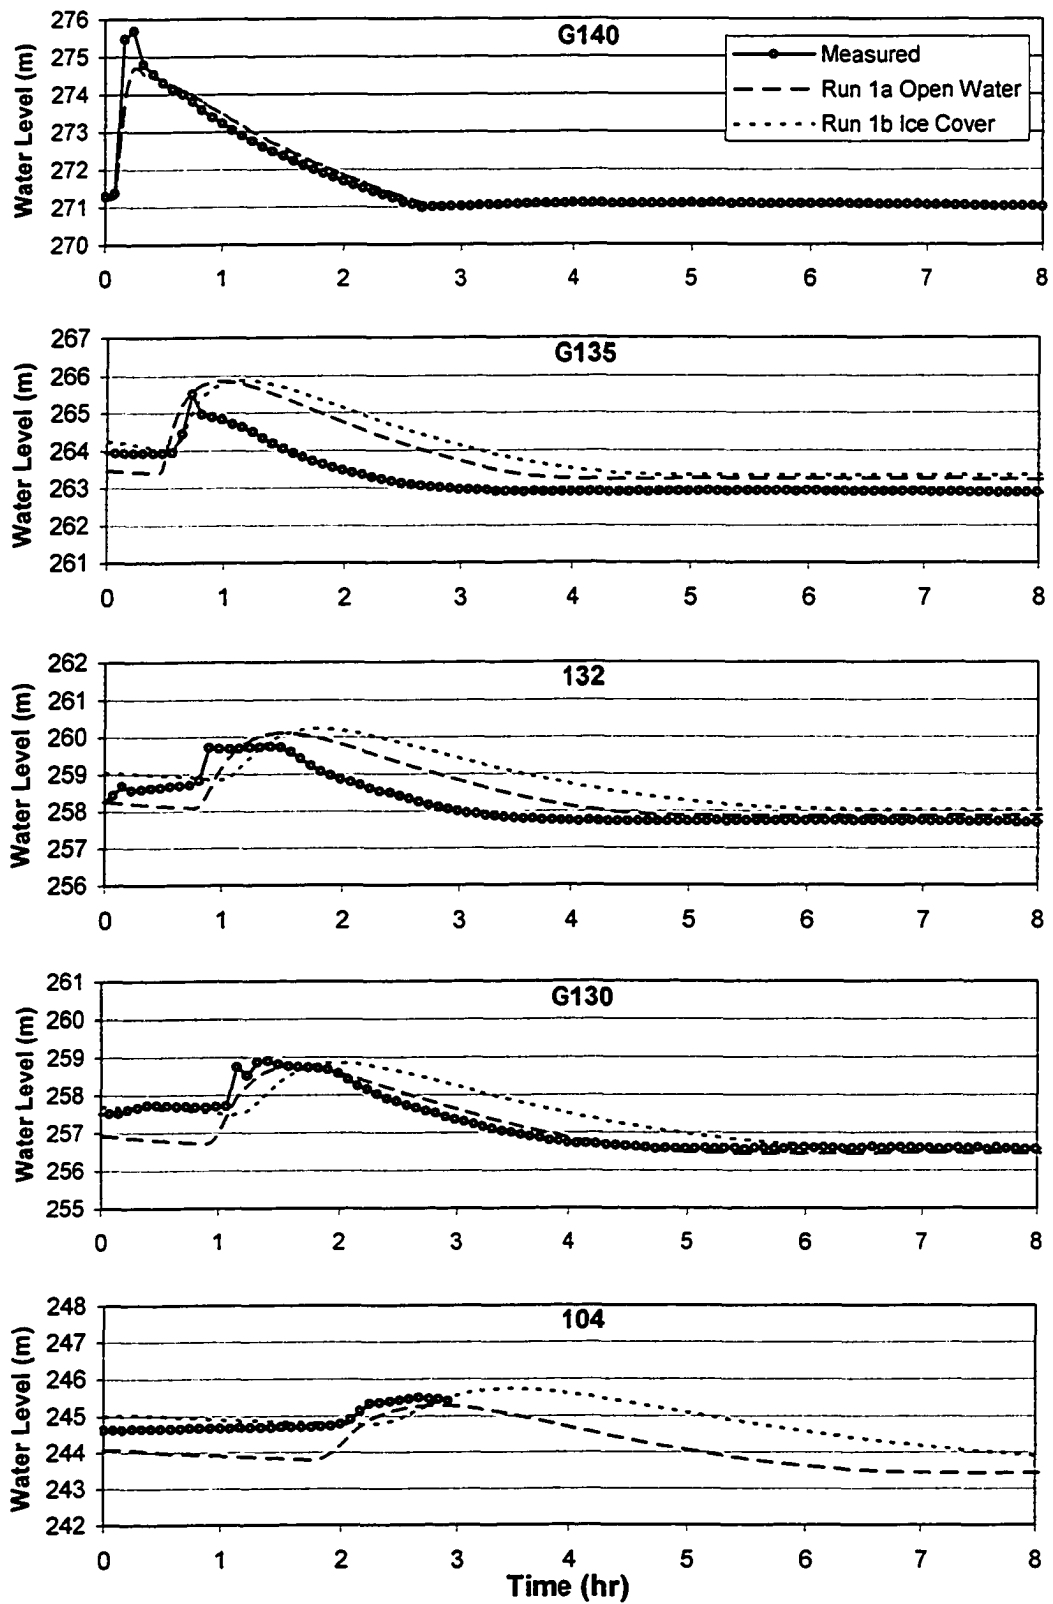 G140
Water Level (m)
276
275
274
273
272
271
270
Measured
Run 1a Open Water
Run 1b Ice Cover
0 1 2 3 4 5 6 7 8
G135
Water Level (m)
267
266
265
264
263
262
261
0 1 2 3 4 5 6 7 8
132
Water Level (m)
262
261
260
259
258
257
256
0 1 2 3 4 5 6 7 8
G130
Water Level (m)
261
260
259
258
257
256
255
0 1 2 3 4 5 6 7 8
104
Water Level (m)
248
247
246
245
244
243
242
0 1 2 3 4 5 6 7 8
Time (hr)